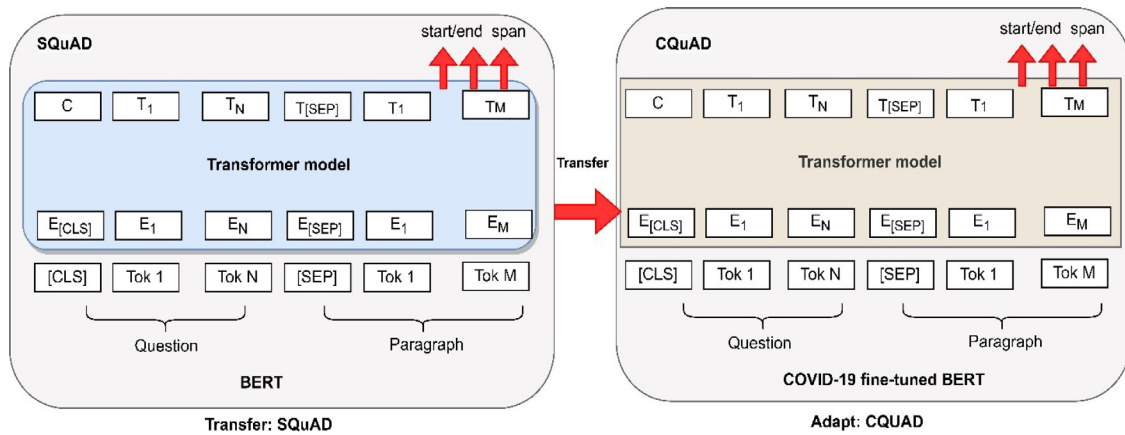 SQuAD
start/end span
C T1 TN T[SEP] T1 TM
Transformer model
E[CLS] E1 EN E[SEP] E1 EM
[CLS] Tok 1 Tok N [SEP] Tok 1 Tok M
Question Paragraph
BERT
Transfer: SQuAD
Transfer
CQuAD
start/end span
C T1 TN T[SEP] T1 TM
Transformer model
E[CLS] E1 EN E[SEP] E1 EM
[CLS] Tok 1 Tok N [SEP] Tok 1 Tok M
Question Paragraph
COVID-19 fine-tuned BERT
Adapt: CQUAD